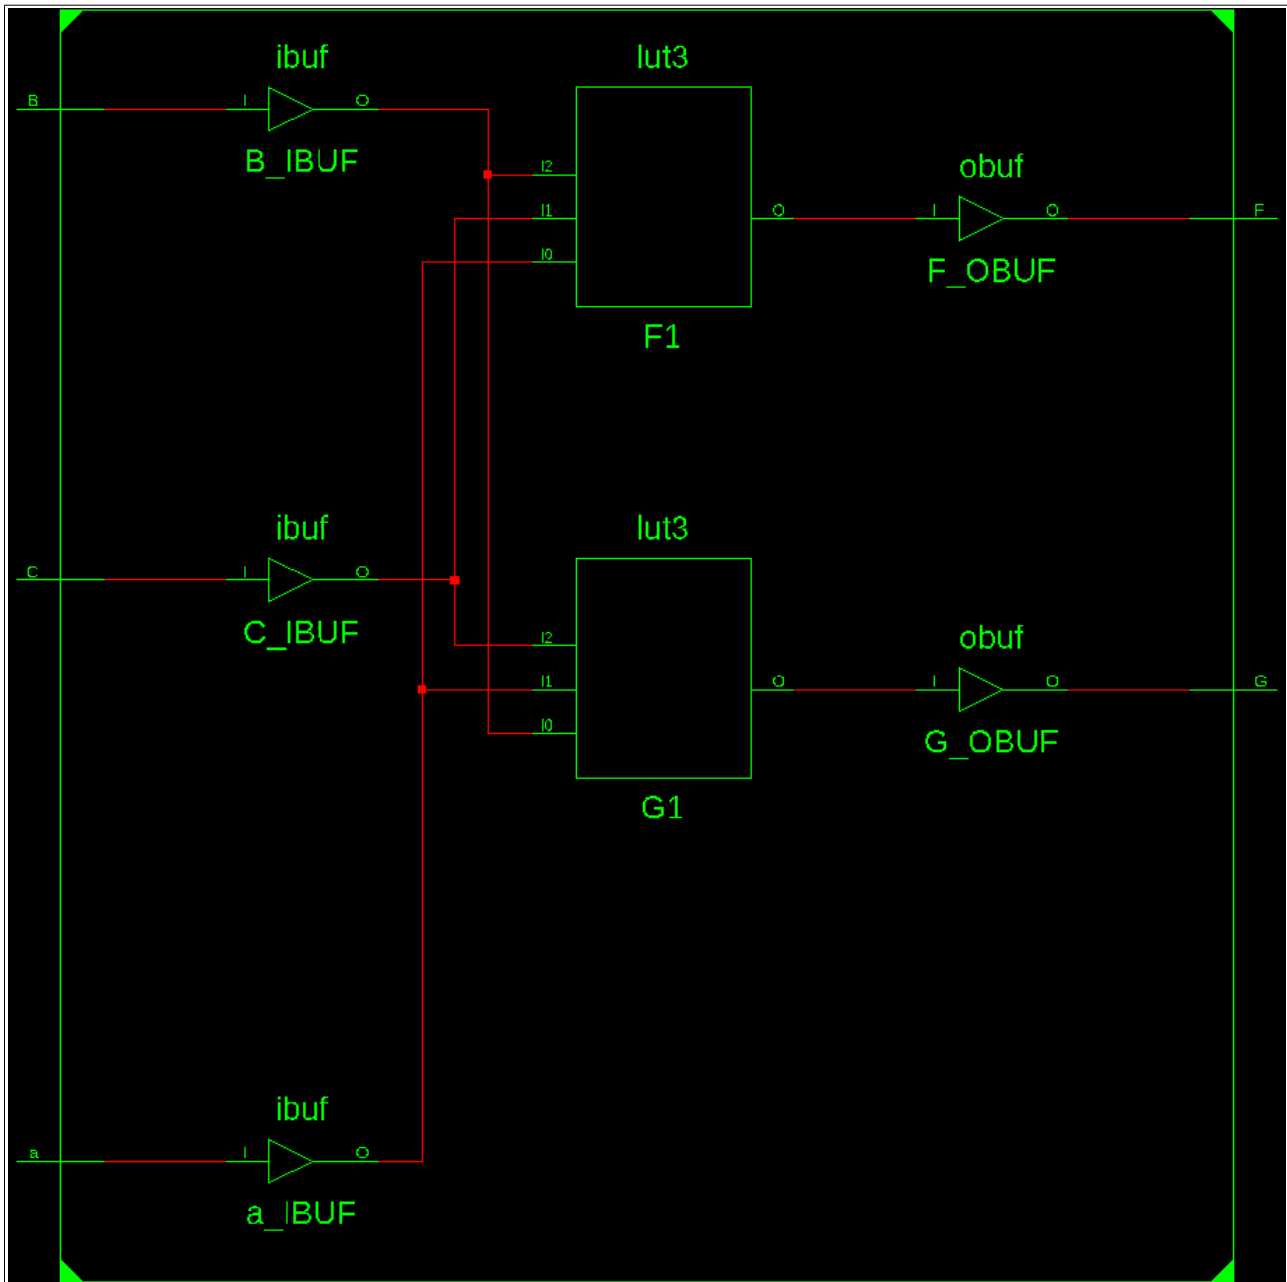 ibuf
lut3
B
I
O
B_IBUF
I2
obuf
I1
O
I
O
F
I0
F_OBUF
F1
ibuf
lut3
C
I
O
C_IBUF
I2
obuf
I1
O
I
O
G
I0
G_OBUF
G1
ibuf
a
I
O
a_IBUF